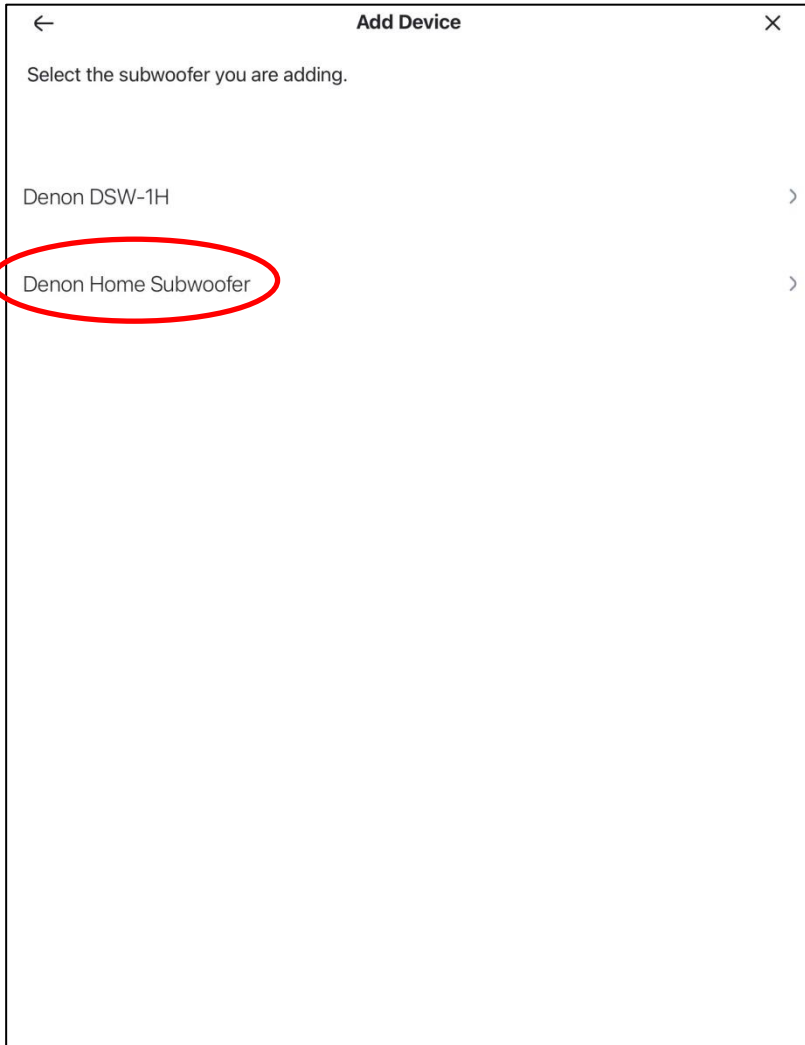 Add Device
Select the subwoofer you are adding.
Denon DSW-1H
Denon Home Subwoofer